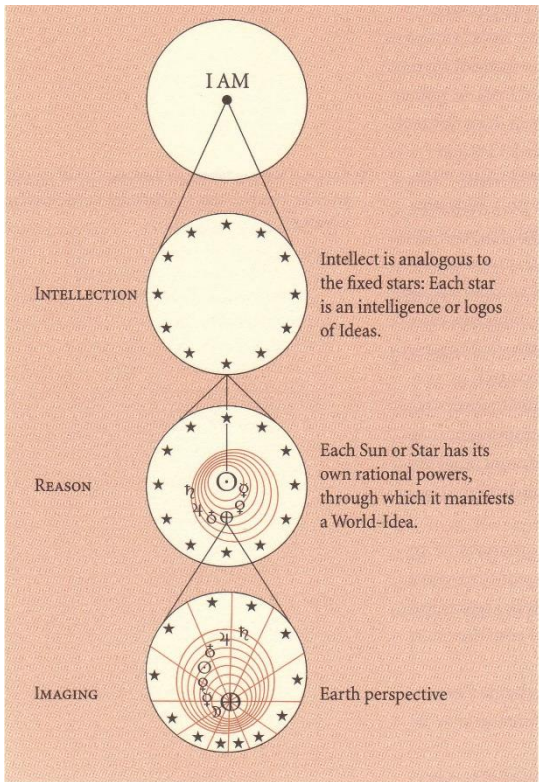 I AM
INTELLECTION
Intellect is analogous to
the fixed stars: Each star
is an intelligence or logos
of Ideas.
REASON
Each Sun or Star has its
own rational powers,
through which it manifests
a World-Idea.
IMAGING
Earth perspective